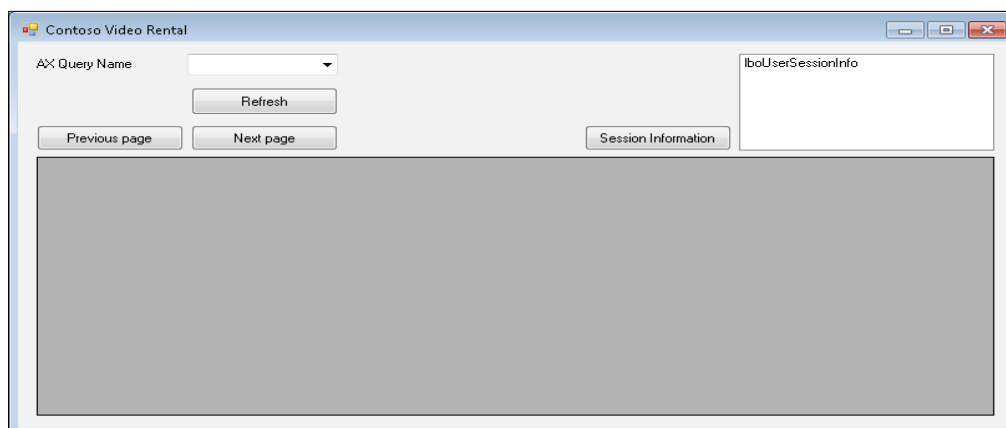 Contoso Video Rental
AX Query Name
lboUserSessionInfo
Refresh
Previous page
Next page
Session Information